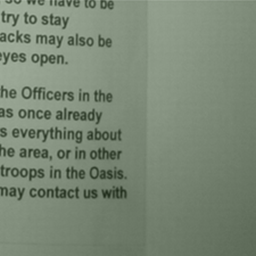 so we have to be
try to stay
acks may also be
eyes open.
he Officers in the
as once already
s everything about
he area, or in other
troops in the Oasis.
may contact us with